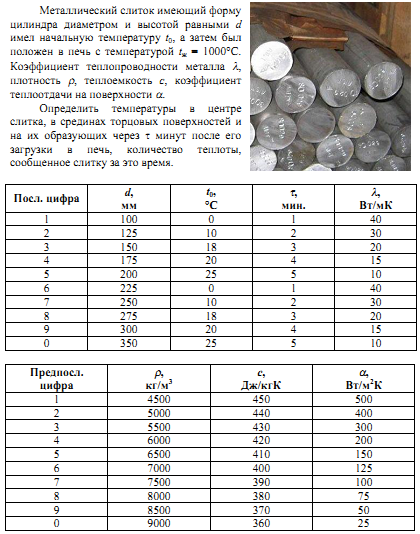 Металлический слиток имеющий форму
цилиндра диаметром и высотой равными d
имел начальную температуру t₀, а затем был
положен в печь с температурой tж = 1000°С.
Коэффициент теплопроводности металла λ,
плотность ρ, теплоемкость с, коэффициент
теплоотдачи на поверхности α.
Определить температуры в центре
слитка, в срединах торцовых поверхностей и
на их образующих через τ минут после его
загрузки в печь, количество теплоты,
сообщенное слитку за это время.
Посл. цифра d, мм t₀, °С τ, мин. λ, Вт/мК
1 100 0 1 40
2 125 10 2 30
3 150 18 3 20
4 175 20 4 15
5 200 25 5 10
6 225 0 1 40
7 250 10 2 30
8 275 18 3 20
9 300 20 4 15
0 350 25 5 10
Предпосл. цифра ρ, кг/м³ с, Дж/кгК α, Вт/м²К
1 4500 450 500
2 5000 440 400
3 5500 430 300
4 6000 420 200
5 6500 410 150
6 7000 400 125
7 7500 390 100
8 8000 380 75
9 8500 370 50
0 9000 360 25